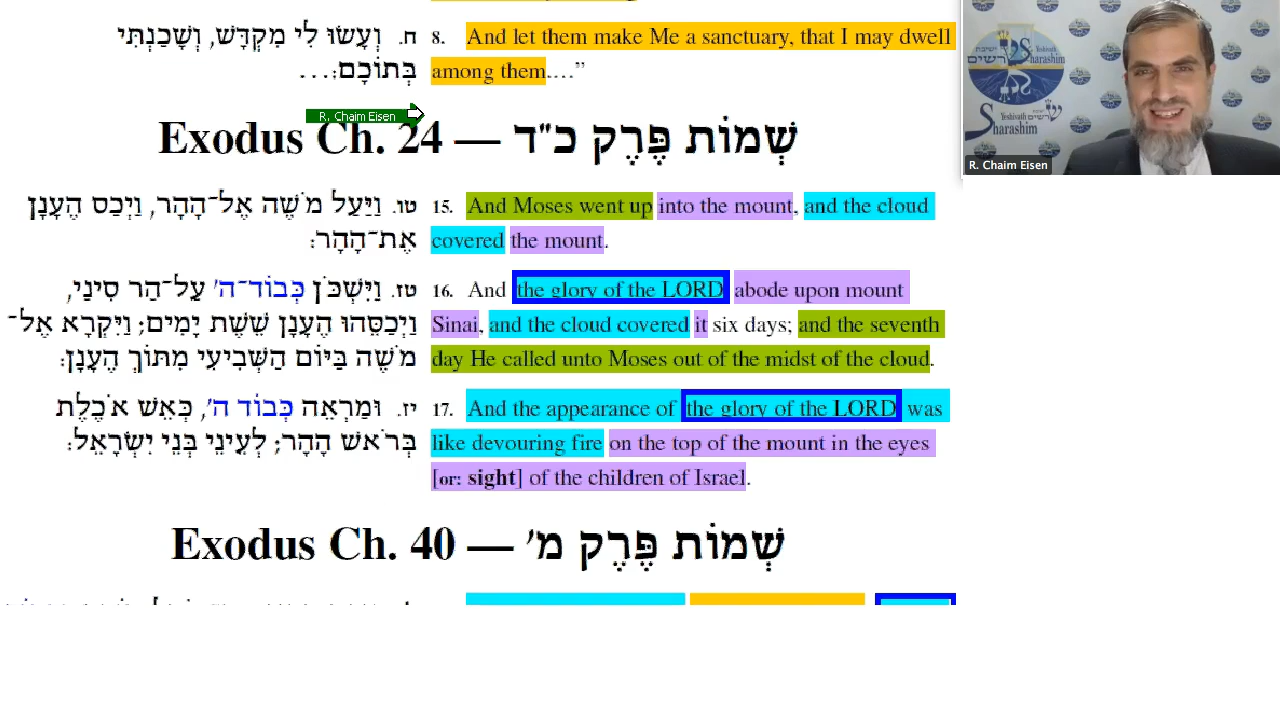 ח. וְעָשׂוּ לִי מִקְדָּשׁ, וְשָׁכַנְתִּי
בְּתוֹכָם:…
8. And let them make Me a sanctuary, that I may dwell
among them.…”
R. Chaim Eisen
Exodus Ch. 24 — שְׁמוֹת פֶּרֶק כ״ד
טו. וַיַּעַל מֹשֶׁה אֶל־הָהָר, וַיְכַס הֶעָנָן
אֶת־הָהָר:
15. And Moses went up into the mount, and the cloud
covered the mount.
טז. וַיִּשְׁכֹּן כְּבוֹד־ה׳ עַל־הַר סִינַי,
וַיְכַסֵּהוּ הֶעָנָן שֵׁשֶׁת יָמִים; וַיִּקְרָא אֶל־
מֹשֶׁה בַּיּוֹם הַשְּׁבִיעִי מִתּוֹךְ הֶעָנָן:
16. And the glory of the LORD abode upon mount
Sinai, and the cloud covered it six days; and the seventh
day He called unto Moses out of the midst of the cloud.
יז. וּמַרְאֵה כְּבוֹד ה׳, כְּאֵשׁ אֹכֶלֶת
בְּרֹאשׁ הָהָר; לְעֵינֵי בְּנֵי יִשְׂרָאֵל:
17. And the appearance of the glory of the LORD was
like devouring fire on the top of the mount in the eyes
[or: sight] of the children of Israel.
Exodus Ch. 40 — שְׁמוֹת פֶּרֶק מ׳
Yeshivath
Sharashim
ישיבת
שרשים
Yeshivath שרשים
Sharashim
R. Chaim Eisen